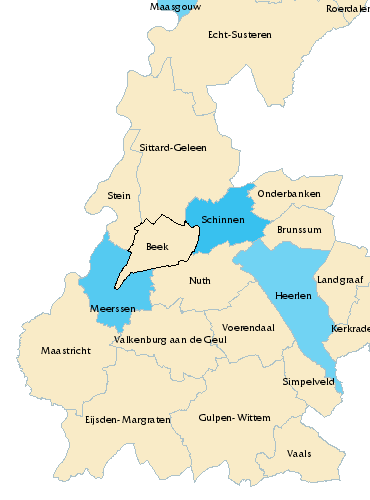 Maasgouw
Roerdalen
Echt-Susteren
Sittard-Geleen
Stein
Onderbanken
Schinnen
Brunssum
Beek
Nuth
Landgraaf
Heerlen
Meerssen
Voerendaal
Kerkrade
Valkenburg aan de Geul
Maastricht
Simpelveld
Eijsden-Margraten
Gulpen-Wittem
Vaals